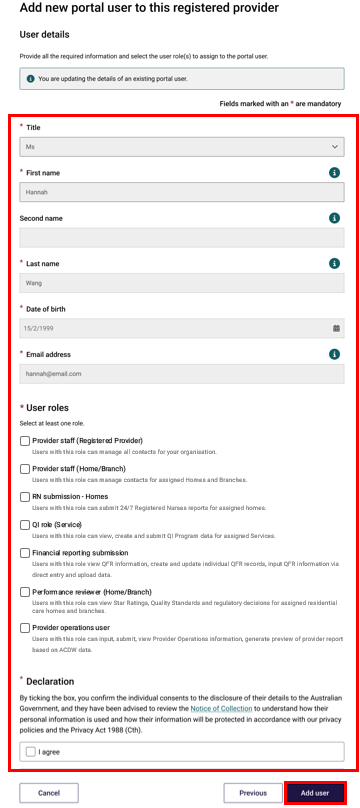 Add new portal user to this registered provider
User details
Provide all the required information and select the user role(s) to assign to the portal user.
You are updating the details of an existing portal user.
Fields marked with an * are mandatory
* Title
Ms
* First name
Hannah
Second name
* Last name
Wang
* Date of birth
15/2/1999
* Email address
hannah@email.com
* User roles
Select at least one role.
Provider staff (Registered Provider)
Users with this role can manage all contacts for your organisation.
Provider staff (Home/Branch)
Users with this role can manage contacts for assigned Homes and Branches.
RN submission - Homes
Users with this role can submit 24/7 Registered Nurses reports for assigned homes.
QI role (Service)
Users with this role can view, create and submit QI Program data for assigned Services.
Financial reporting submission
Users with this role view QFR information, create and update individual QFR records, input QFR information via
direct entry and upload data.
Performance reviewer (Home/Branch)
Users with this role can view Star Ratings, Quality Standards and regulatory decisions for assigned residential
care homes and branches.
Provider operations user
Users with this role can input, submit, view Provider Operations information, generate preview of provider report
based on ACDW data.
* Declaration
By ticking the box, you confirm the individual consents to the disclosure of their details to the Australian
Government, and they have been advised to review the Notice of Collection to understand how their
personal information is used and how their information will be protected in accordance with our privacy
policies and the Privacy Act 1988 (Cth).
I agree
Cancel
Previous
Add user